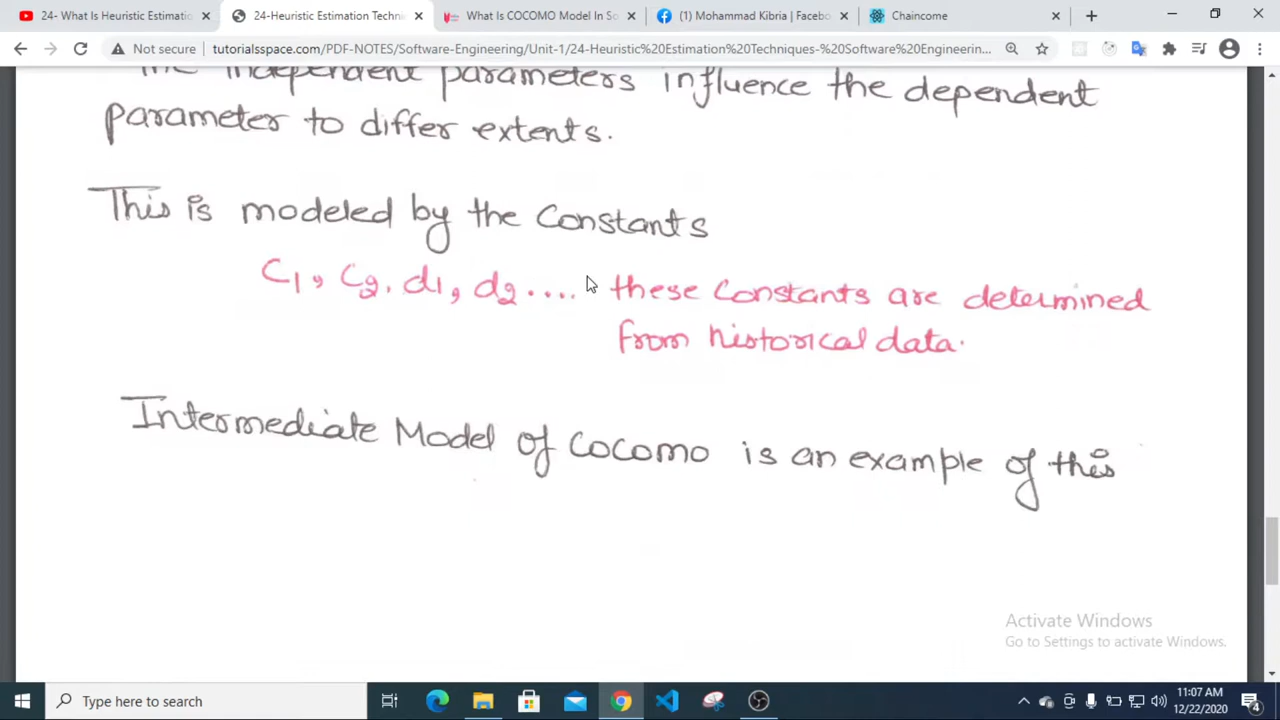 24- What Is Heuristic Estimatio
24-Heuristic Estimation Techni
What Is COCOMO Model In So
(1) Mohammad Kibria | Facebo
Chaincome
Not secure | tutorialsspace.com/PDF-NOTES/Software-Engineering/Unit-1/24-Heuristic%20Estimation%20Techniques-%20Software%20Engineerin...
The independent parameters influence the dependent
parameter to differ extents.
This is modeled by the Constants
C1, C2, d1, d2.... these Constants are determined
from historical data.
Intermediate Model of COCOMO is an example of this
Activate Windows
Go to Settings to activate Windows.
Type here to search
11:07 AM
12/22/2020
4